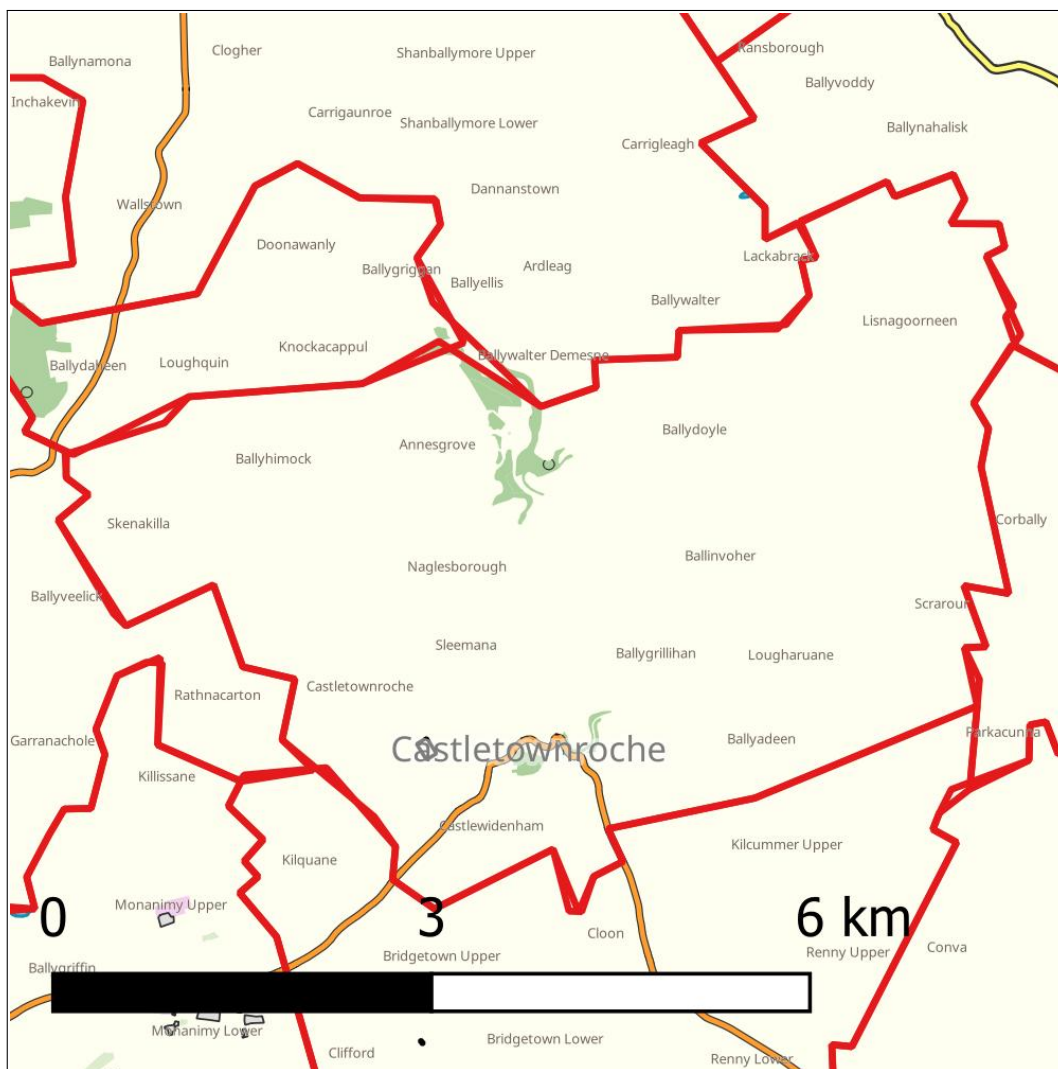 Clogher
Ransborough
Shanballymore Upper
Ballynamona
Ballyvoddy
Inchakevin
Carrigaunroe
Shanballymore Lower
Ballynahalisk
Carrigleagh
Dannanstown
Wallstown
Doonawanly
Lackabrack
Ballygriggan
Ardleag
Ballyellis
Ballywalter
Lisnagoorneen
Knockacappul
Ballywalter Demesne
Ballydaheen
Loughquin
Ballydoyle
Annesgrove
Ballyhimock
Skenakilla
Corbally
Ballinvoher
Naglesborough
Ballyveelick
Scrarour
Sleemana
Ballygrillihan
Lougharuane
Castletownroche
Rathnacarton
Parkacunna
Garranachole
Ballyadeen
Castletownroche
Killissane
Castlewidenham
Kilcummer Upper
Kilquane
Monanimy Upper
0
3
6 km
Cloon
Conva
Renny Upper
Bridgetown Upper
Ballygriffin
Monanimy Lower
Bridgetown Lower
Clifford
Renny Lower